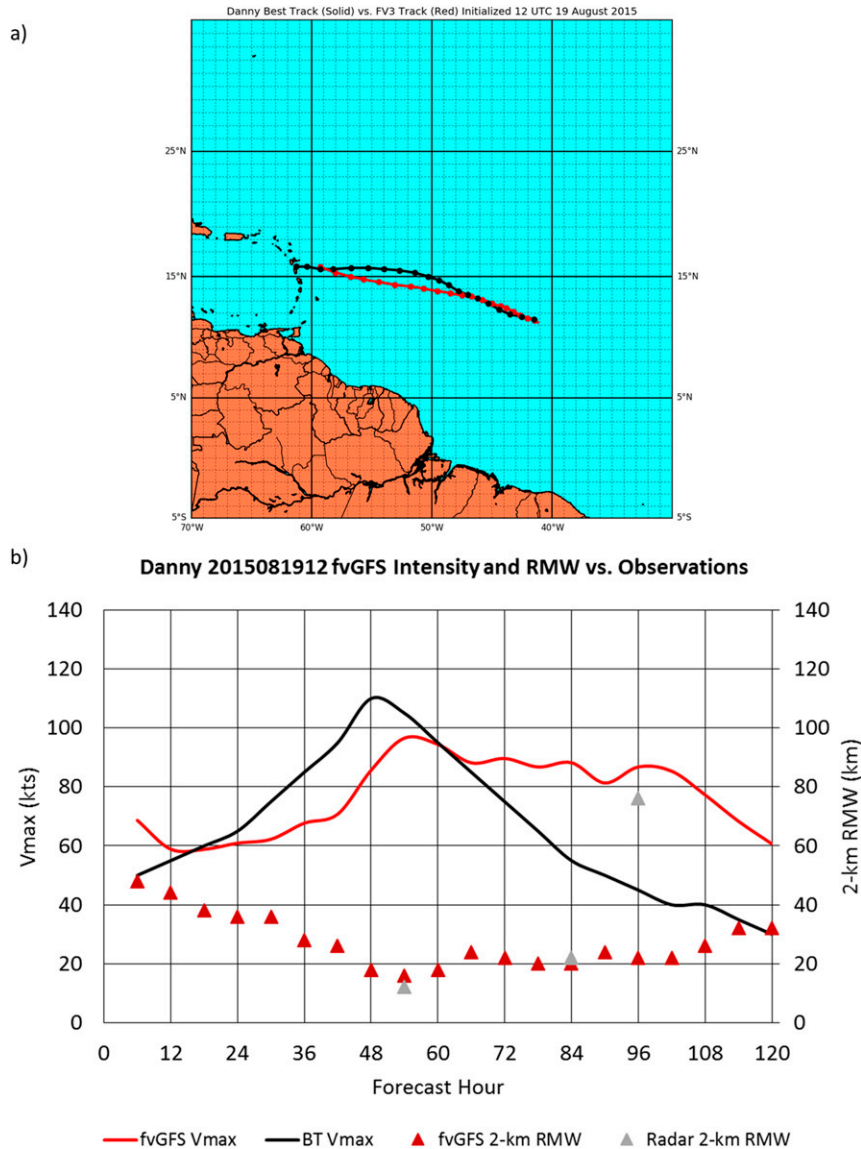 Danny Best Track (Solid) vs. FV3 Track (Red) Initialized 12 UTC 19 August 2015
a)
25°N
15°N
15°N
5°N
5°N
5°S
5°S
70°W 60°W 50°W 40°W
b)
Danny 2015081912 fvGFS Intensity and RMW vs. Observations
140 140
120 120
100 100
80 80
60 60
40 40
20 20
0 0
Vmax (kts)
2-km RMW (km)
0 12 24 36 48 60 72 84 96 108 120
Forecast Hour
fvGFS Vmax BT Vmax fvGFS 2-km RMW Radar 2-km RMW